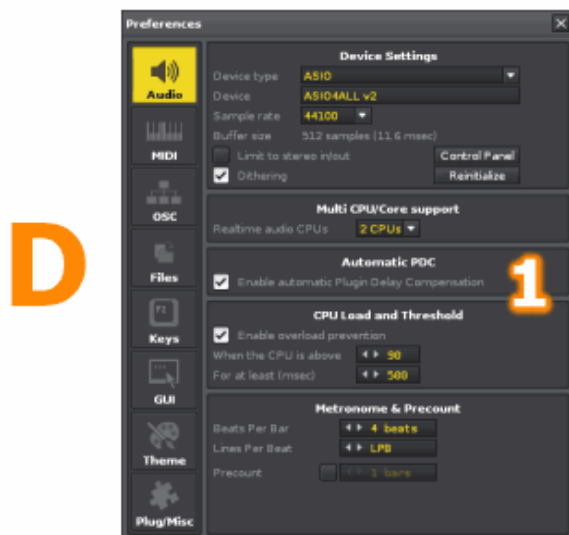 Preferences
D
Audio
MIDI
OSC
Files
Keys
GUI
Theme
Plug/Misc
Device Settings
Device type ASIO
Device ASIO4ALL v2
Sample rate 44100
Buffer size 512 samples (11.6 msec)
Limit to stereo in/out Control Panel
Dithering Reinitialize
Multi CPU/Core support
Realtime audio CPUs 2 CPUs
Automatic PDC
Enable automatic Plugin Delay Compensation
1
CPU Load and Threshold
Enable overload prevention
When the CPU is above 90
For at least (msec) 500
Metronome & Precount
Beats Per Bar 4 beats
Lines Per Beat LPB
Precount 1 bars